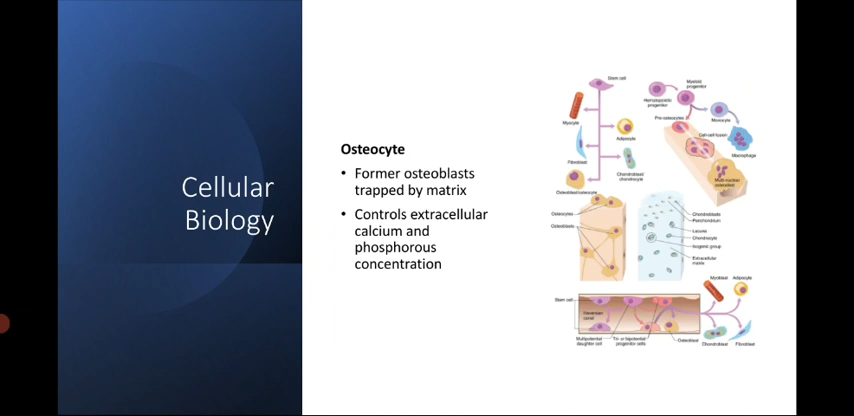 Cellular
Biology
Osteocyte
• Former osteoblasts
trapped by matrix
• Controls extracellular
calcium and
phosphorous
concentration
Stem cell
Myocyte
Adipocyte
Fibroblast
Chondroblast/
chondrocyte
Osteoblast/osteocyte
Myeloid
progenitor
Hematopoietic
progenitor
Monocyte
Pre-osteocytes
Cell-cell fusion
Macrophage
Multi-nuclear
osteoclast
Osteocytes
Osteoblasts
Chondroblasts
Perichondrium
Lacuna
Chondrocyte
Isogenic group
Extracellular
matrix
Stem cell
Haversian
canal
Multipotential
daughter cell
Tri- or bipotential
progenitor cells
Osteoblast
Myoblast
Adipocyte
Chondroblast
Fibroblast